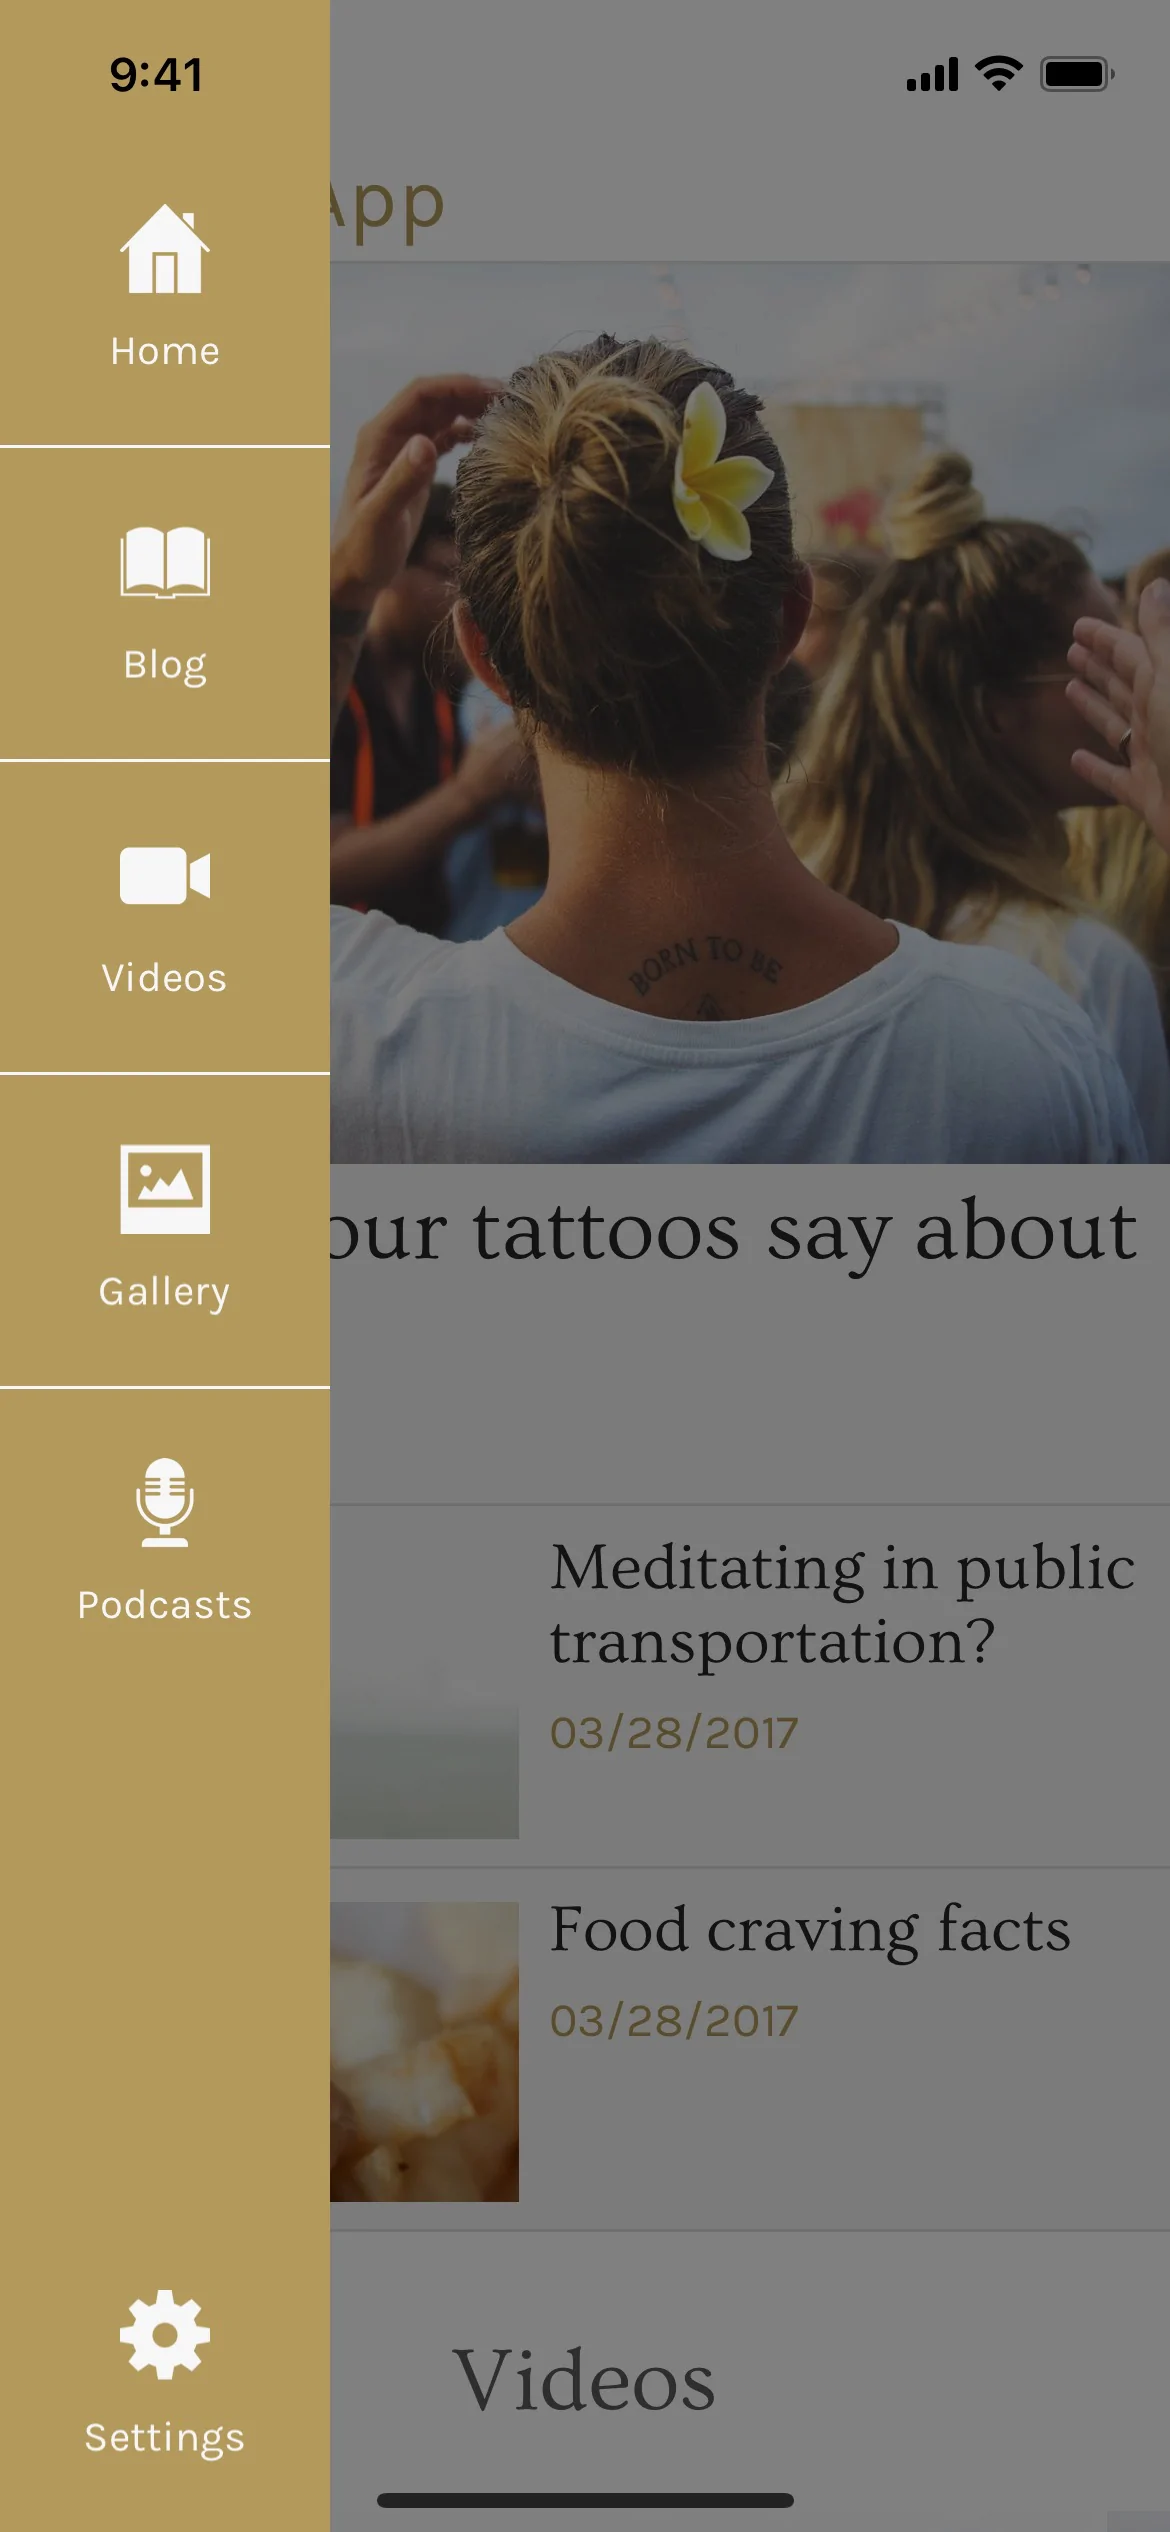 9:41
App
Home
Blog
Videos
Gallery
Podcasts
Settings
BORN TO BE
our tattoos say about
Meditating in public
transportation?
03/28/2017
Food craving facts
03/28/2017
Videos